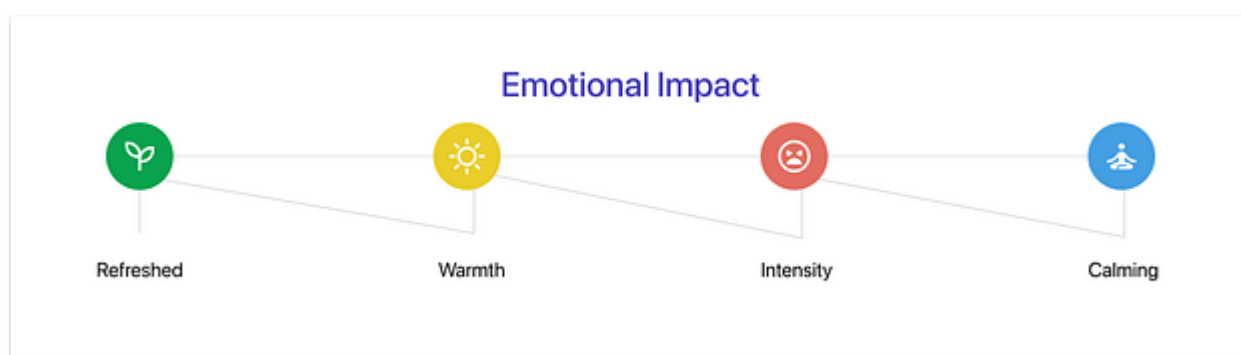 Emotional Impact
Refreshed
Warmth
Intensity
Calming